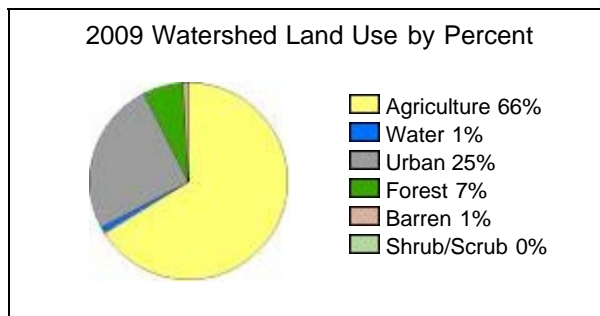 2009 Watershed Land Use by Percent
Agriculture 66%
Water 1%
Urban 25%
Forest 7%
Barren 1%
Shrub/Scrub 0%